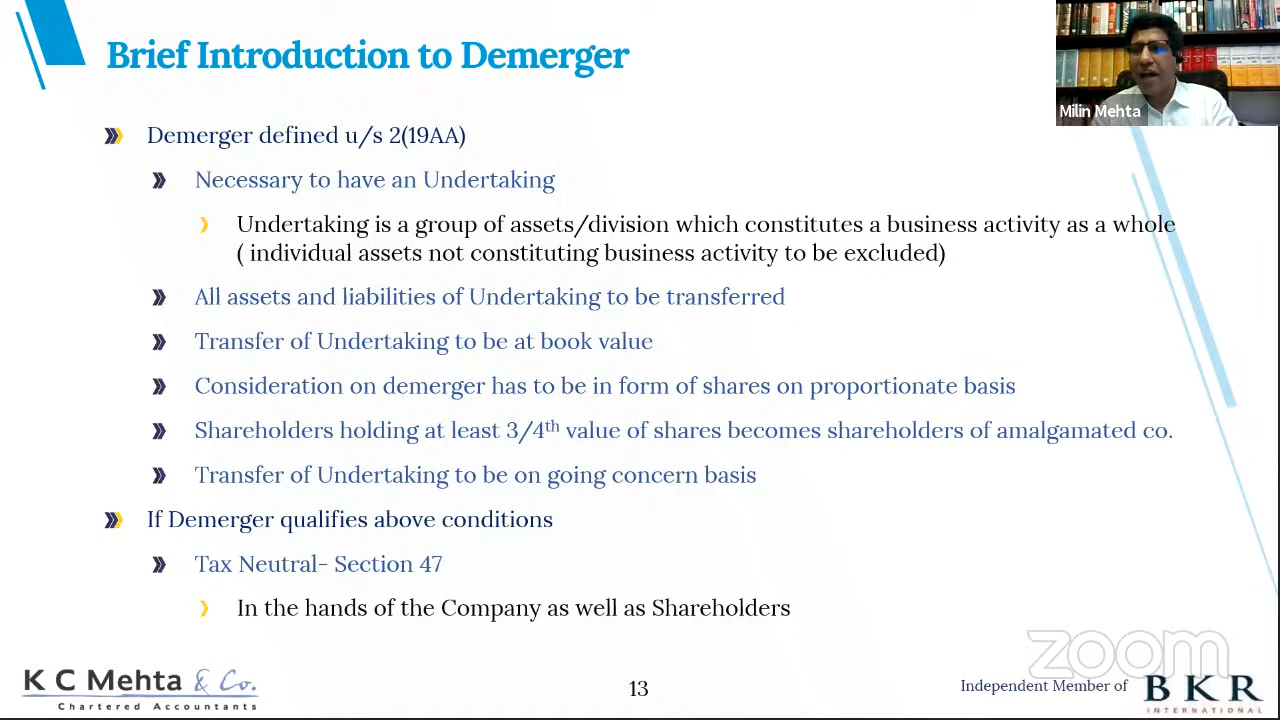 Brief Introduction to Demerger
Milin Mehta
Demerger defined u/s 2(19AA)
Necessary to have an Undertaking
Undertaking is a group of assets/division which constitutes a business activity as a whole
( individual assets not constituting business activity to be excluded)
All assets and liabilities of Undertaking to be transferred
Transfer of Undertaking to be at book value
Consideration on demerger has to be in form of shares on proportionate basis
Shareholders holding at least 3/4th value of shares becomes shareholders of amalgamated co.
Transfer of Undertaking to be on going concern basis
If Demerger qualifies above conditions
Tax Neutral- Section 47
In the hands of the Company as well as Shareholders
zoom
K C Mehta & Co.
Chartered Accountants
13
Independent Member of
BKR
INTERNATIONAL